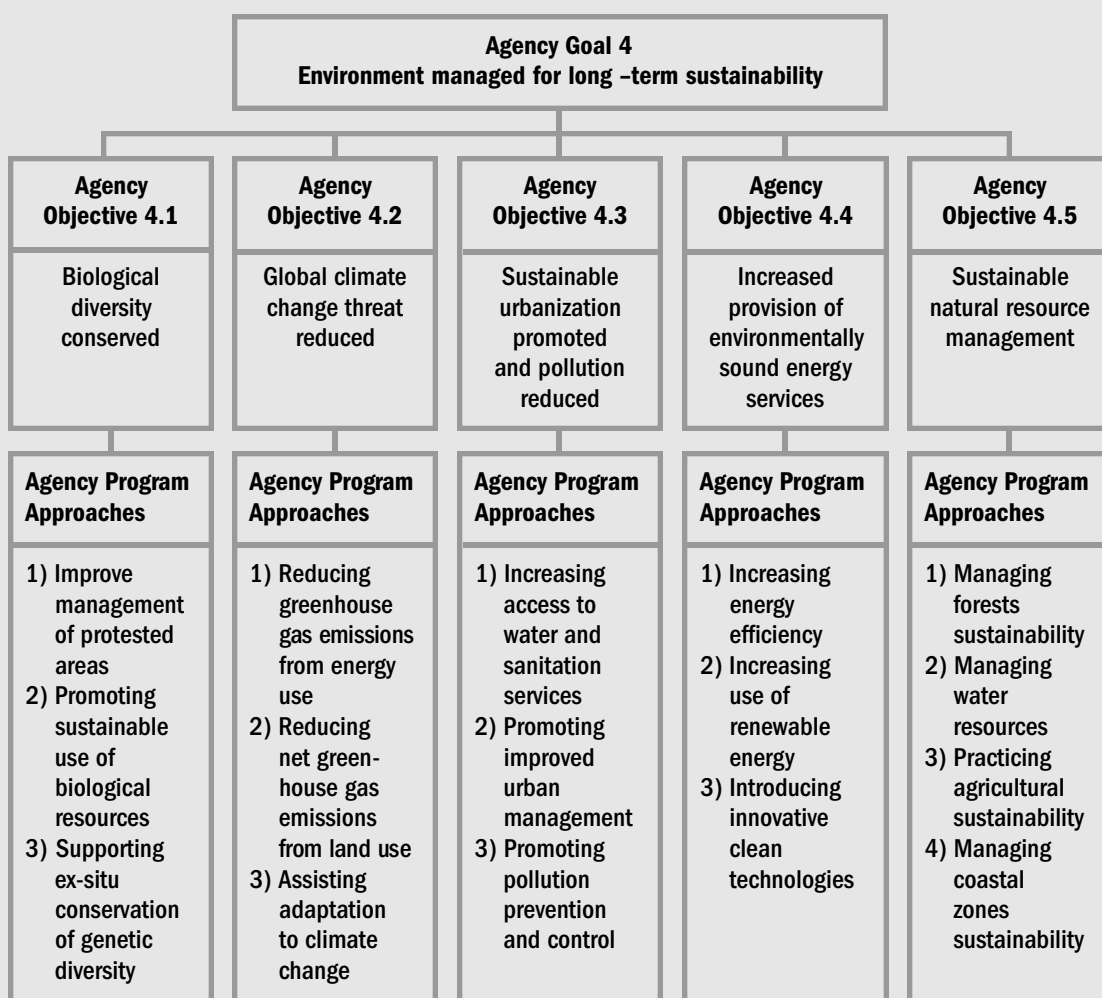 Agency Goal 4
Environment managed for long –term sustainability
Agency
Objective 4.1
Biological
diversity
conserved
Agency
Objective 4.2
Global climate
change threat
reduced
Agency
Objective 4.3
Sustainable
urbanization
promoted
and pollution
reduced
Agency
Objective 4.4
Increased
provision of
environmentally
sound energy
services
Agency
Objective 4.5
Sustainable
natural resource
management
Agency Program
Approaches
1) Improve
management
of protested
areas
2) Promoting
sustainable
use of
biological
resources
3) Supporting
ex-situ
conservation
of genetic
diversity
Agency Program
Approaches
1) Reducing
greenhouse
gas emissions
from energy
use
2) Reducing
net green-
house gas
emissions
from land use
3) Assisting
adaptation
to climate
change
Agency Program
Approaches
1) Increasing
access to
water and
sanitation
services
2) Promoting
improved
urban
management
3) Promoting
pollution
prevention
and control
Agency Program
Approaches
1) Increasing
energy
efficiency
2) Increasing
use of
renewable
energy
3) Introducing
innovative
clean
technologies
Agency Program
Approaches
1) Managing
forests
sustainability
2) Managing
water
resources
3) Practicing
agricultural
sustainability
4) Managing
coastal
zones
sustainability